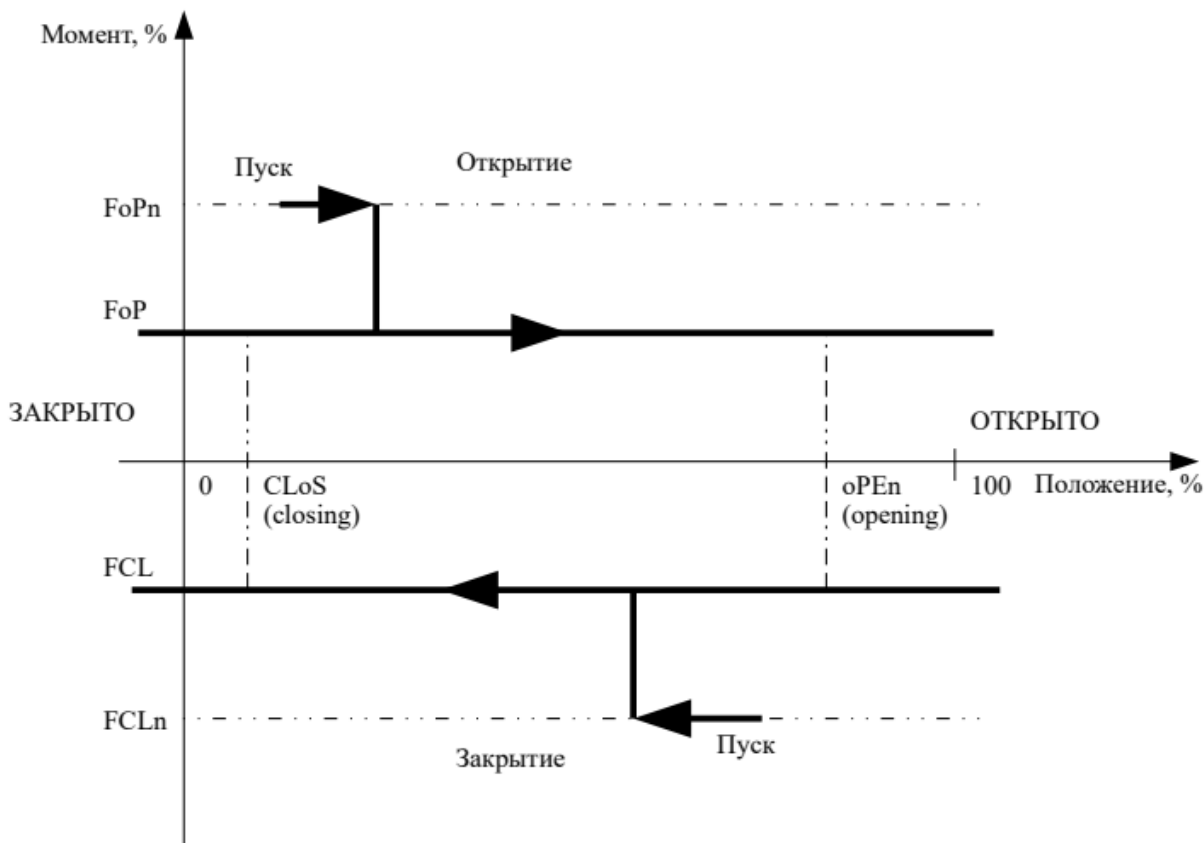 Момент, %
Пуск
Открытие
FoPn
FoP
ЗАКРЫТО
ОТКРЫТО
0
CLoS
(closing)
oPEn
(opening)
100
Положение, %
FCL
FCLn
Закрытие
Пуск